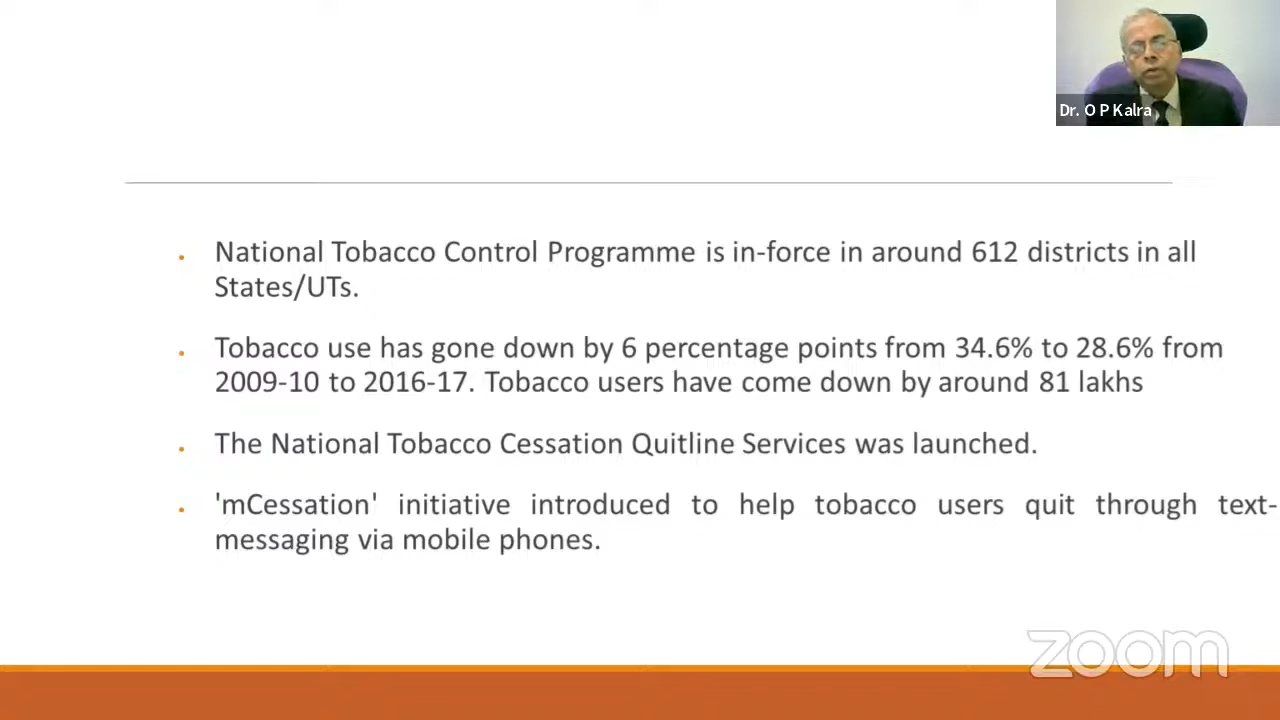 Dr. O P Kalra
National Tobacco Control Programme is in-force in around 612 districts in all
States/UTs.
Tobacco use has gone down by 6 percentage points from 34.6% to 28.6% from
2009-10 to 2016-17. Tobacco users have come down by around 81 lakhs
The National Tobacco Cessation Quitline Services was launched.
'mCessation' initiative introduced to help tobacco users quit through text-
messaging via mobile phones.
zoom